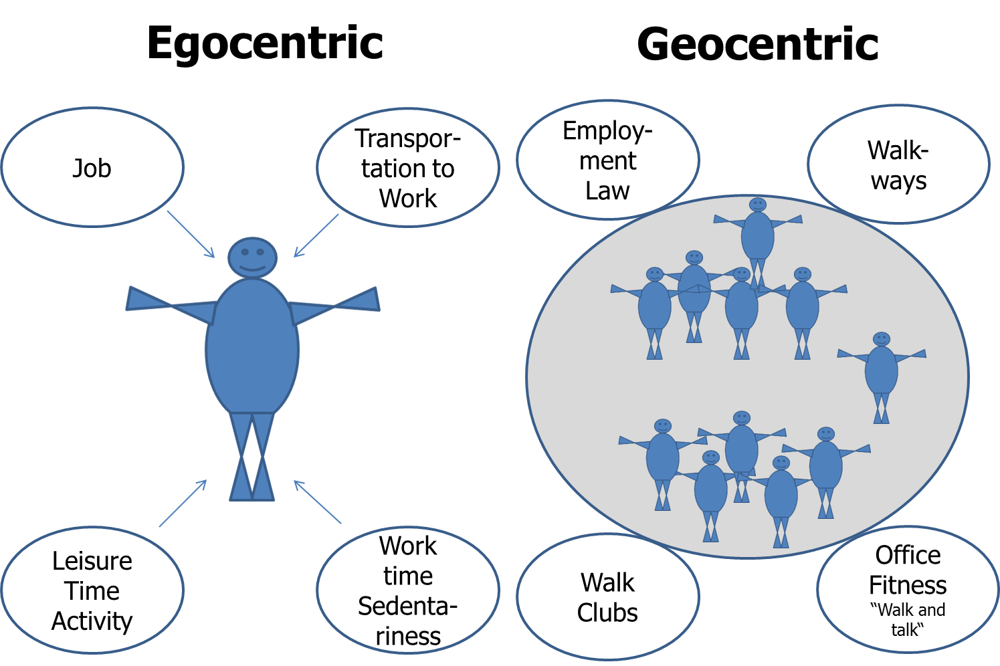 Egocentric
Geocentric
Job
Transpor-
tation to
Work
Employ-
ment
Law
Walk-
ways
Leisure
Time
Activity
Work
time
Sedenta-
riness
Walk
Clubs
Office
Fitness
“Walk and
talk“